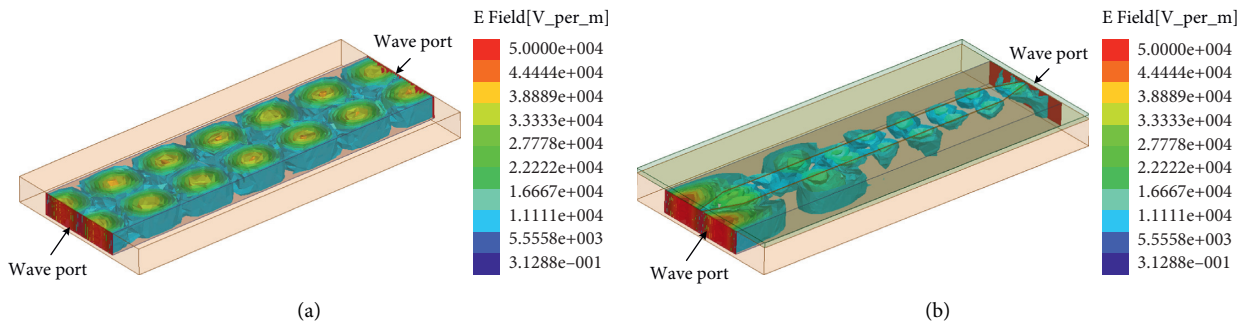 Wave port
Wave port
E Field[V_per_m]
5.0000e+004
4.4444e+004
3.8889e+004
3.3333e+004
2.7778e+004
2.2222e+004
1.6667e+004
1.1111e+004
5.5558e+003
3.1288e−001
(a)
Wave port
Wave port
E Field[V_per_m]
5.0000e+004
4.4444e+004
3.8889e+004
3.3333e+004
2.7778e+004
2.2222e+004
1.6667e+004
1.1111e+004
5.5558e+003
3.1288e−001
(b)